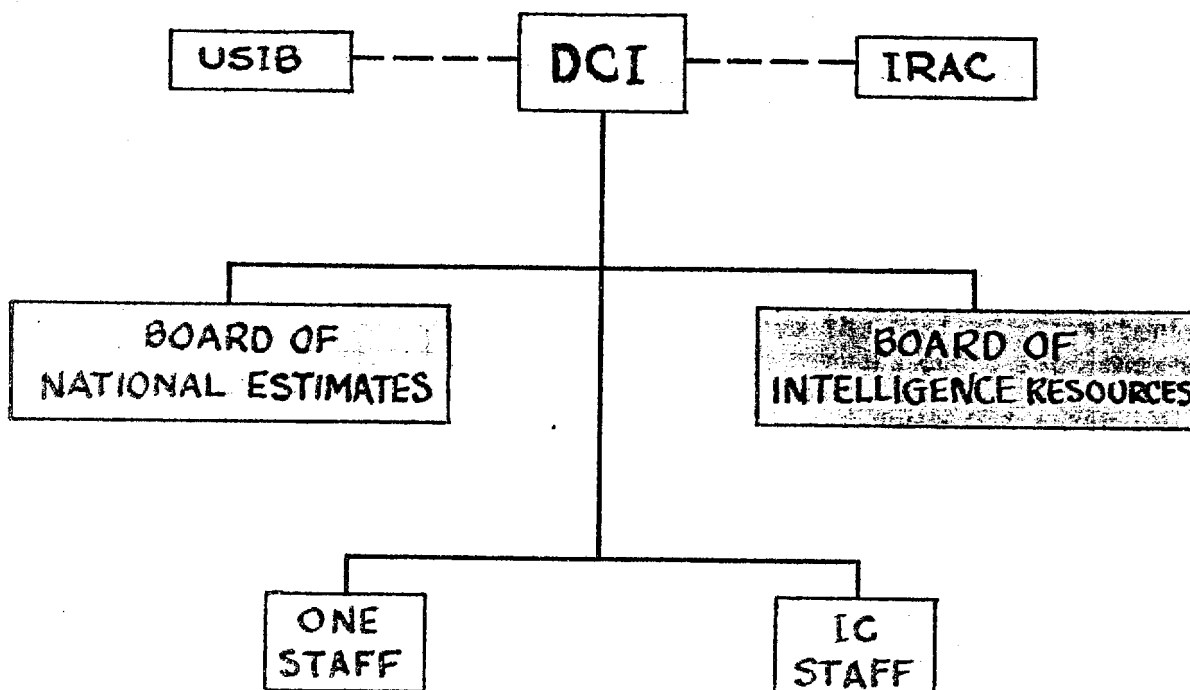 USIB
DCI
IRAC
BOARD OF
NATIONAL ESTIMATES
BOARD OF
INTELLIGENCE RESOURCES
ONE
STAFF
IC
STAFF